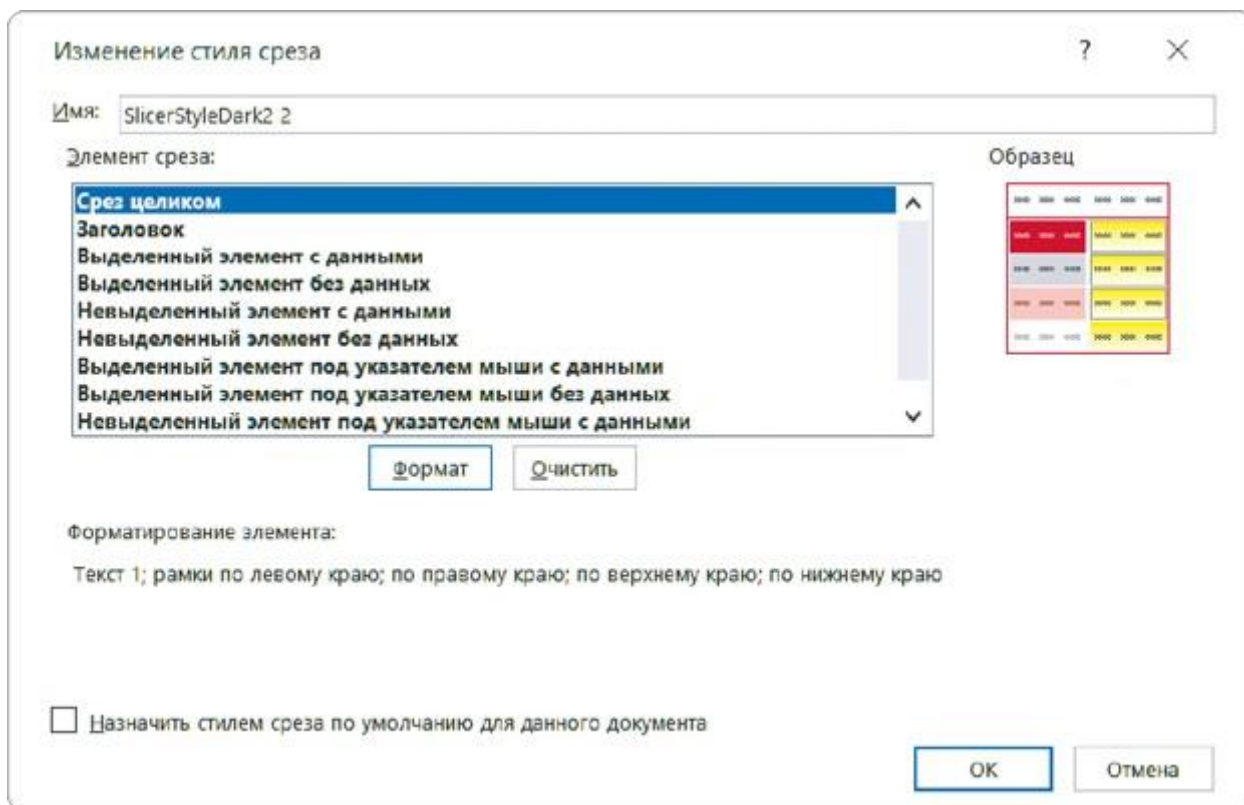 Изменение стиля среза
?
Имя: SlicerStyleDark2 2
Элемент среза:
Образец
Срез целиком
Заголовок
Выделенный элемент с данными
Выделенный элемент без данных
Невыделенный элемент с данными
Невыделенный элемент без данных
Выделенный элемент под указателем мыши с данными
Выделенный элемент под указателем мыши без данных
Невыделенный элемент под указателем мыши с данными
Формат Очистить
Форматирование элемента:
Текст 1; рамки по левому краю; по правому краю; по верхнему краю; по нижнему краю
Назначить стилем среза по умолчанию для данного документа
ОК Отмена